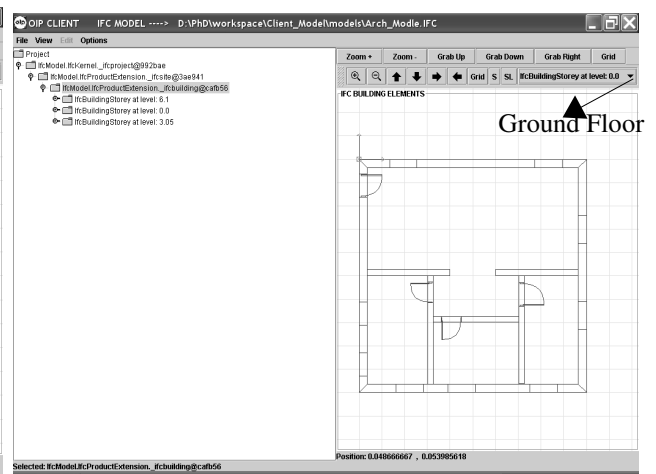 OIP CLIENT IFC MODEL ----> D:\PhD\workspace\Client_Model\models\Arch_Modle.IFC
File View Edit Options
Project
IfcModel.IfcKernel._ifcproject@992bae
IfcModel.IfcProductExtension._ifcsite@3ae941
IfcModel.IfcProductExtension._ifcbuilding@cafb56
IfcBuildingStorey at level: 6.1
IfcBuildingStorey at level: 0.0
IfcBuildingStorey at level: 3.05
Zoom + Zoom - Grab Up Grab Down Grab Right Grid
Grid S SL IfcBuildingStorey at level: 0.0
IFC BUILDING ELEMENTS
Ground Floor
Position: 0.048666667 , 0.053985618
Selected: IfcModel.IfcProductExtension._ifcbuilding@cafb56